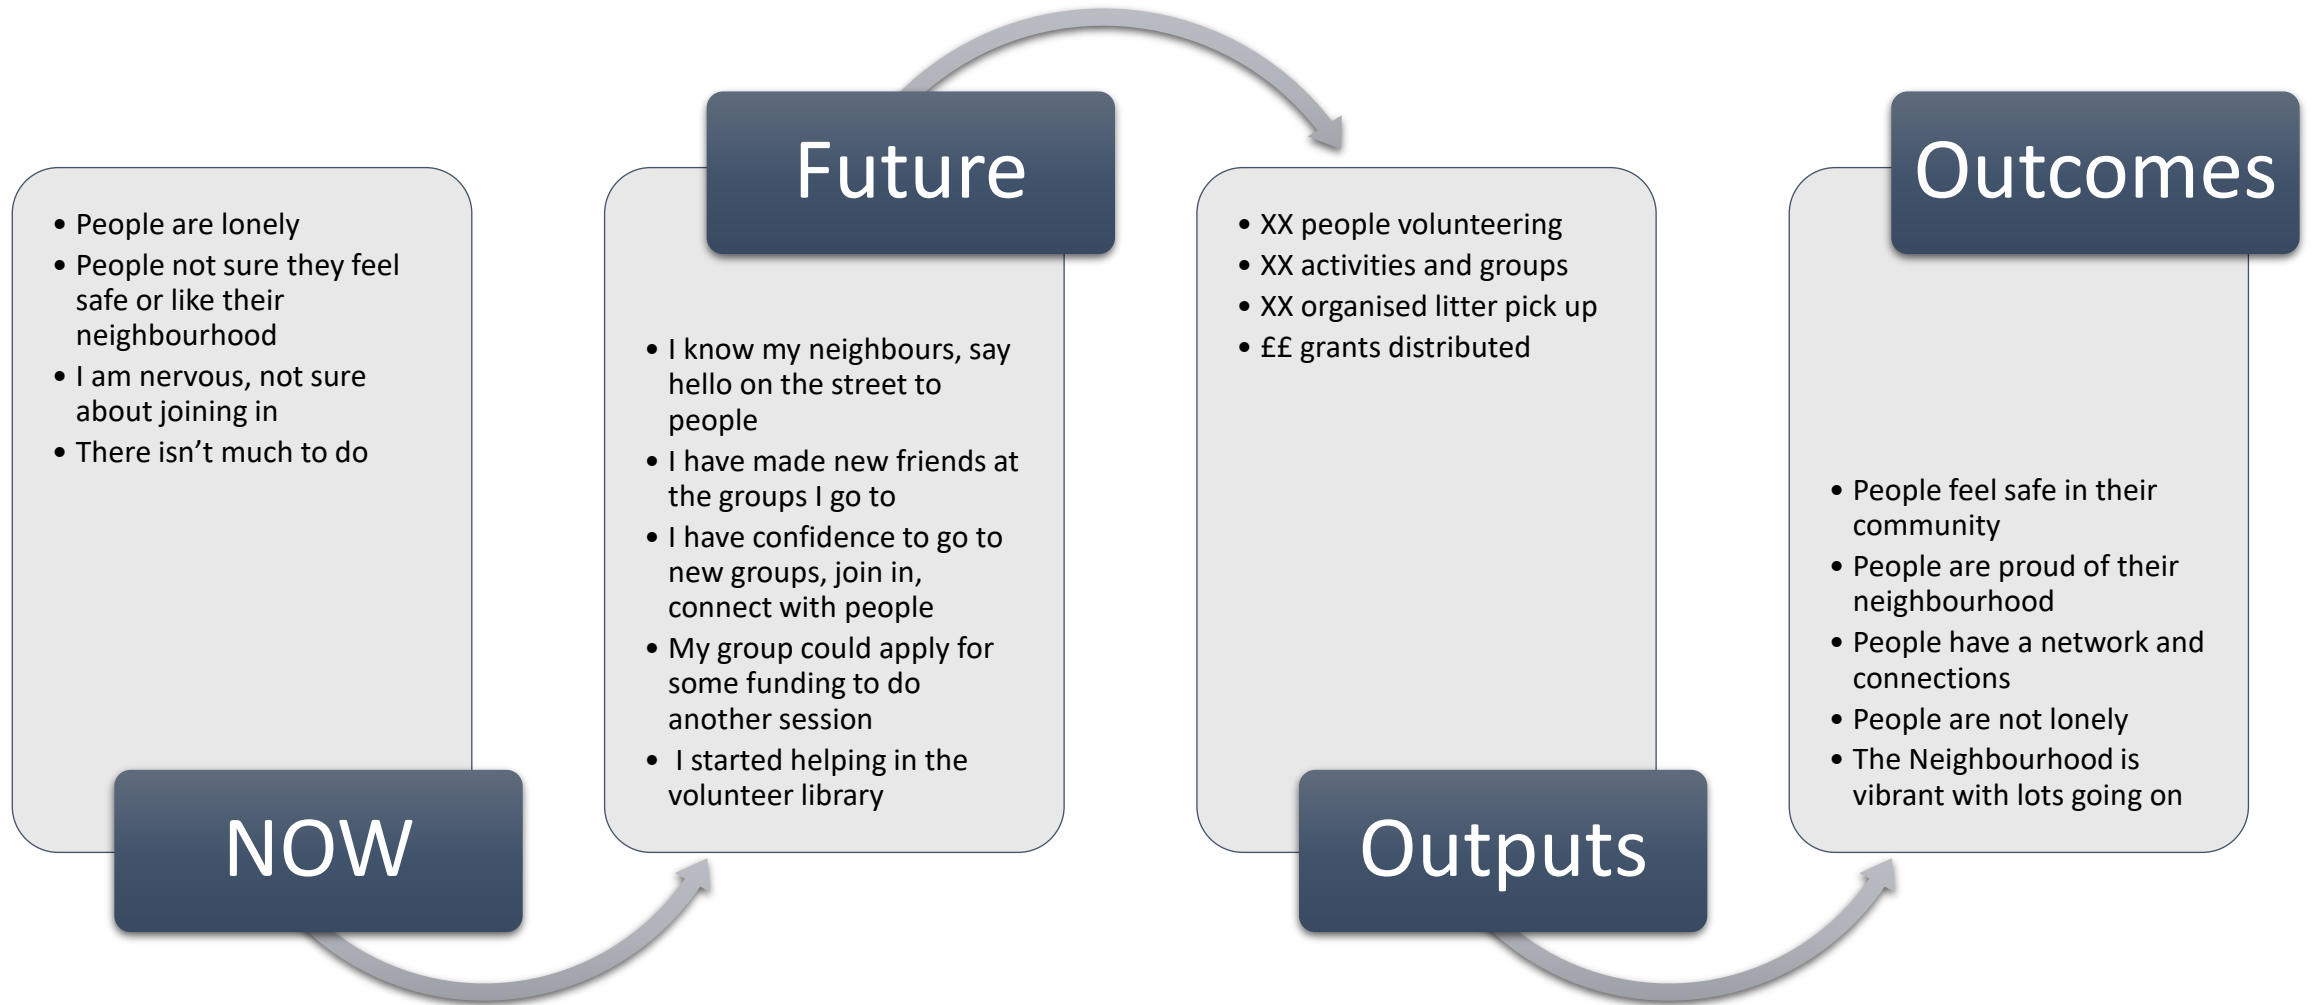 • People are lonely
• People not sure they feel
safe or like their
neighbourhood
• I am nervous, not sure
about joining in
• There isn’t much to do
NOW
Future
• I know my neighbours, say
hello on the street to
people
• I have made new friends at
the groups I go to
• I have confidence to go to
new groups, join in,
connect with people
• My group could apply for
some funding to do
another session
• I started helping in the
volunteer library
• XX people volunteering
• XX activities and groups
• XX organised litter pick up
• ££ grants distributed
Outputs
Outcomes
• People feel safe in their
community
• People are proud of their
neighbourhood
• People have a network and
connections
• People are not lonely
• The Neighbourhood is
vibrant with lots going on